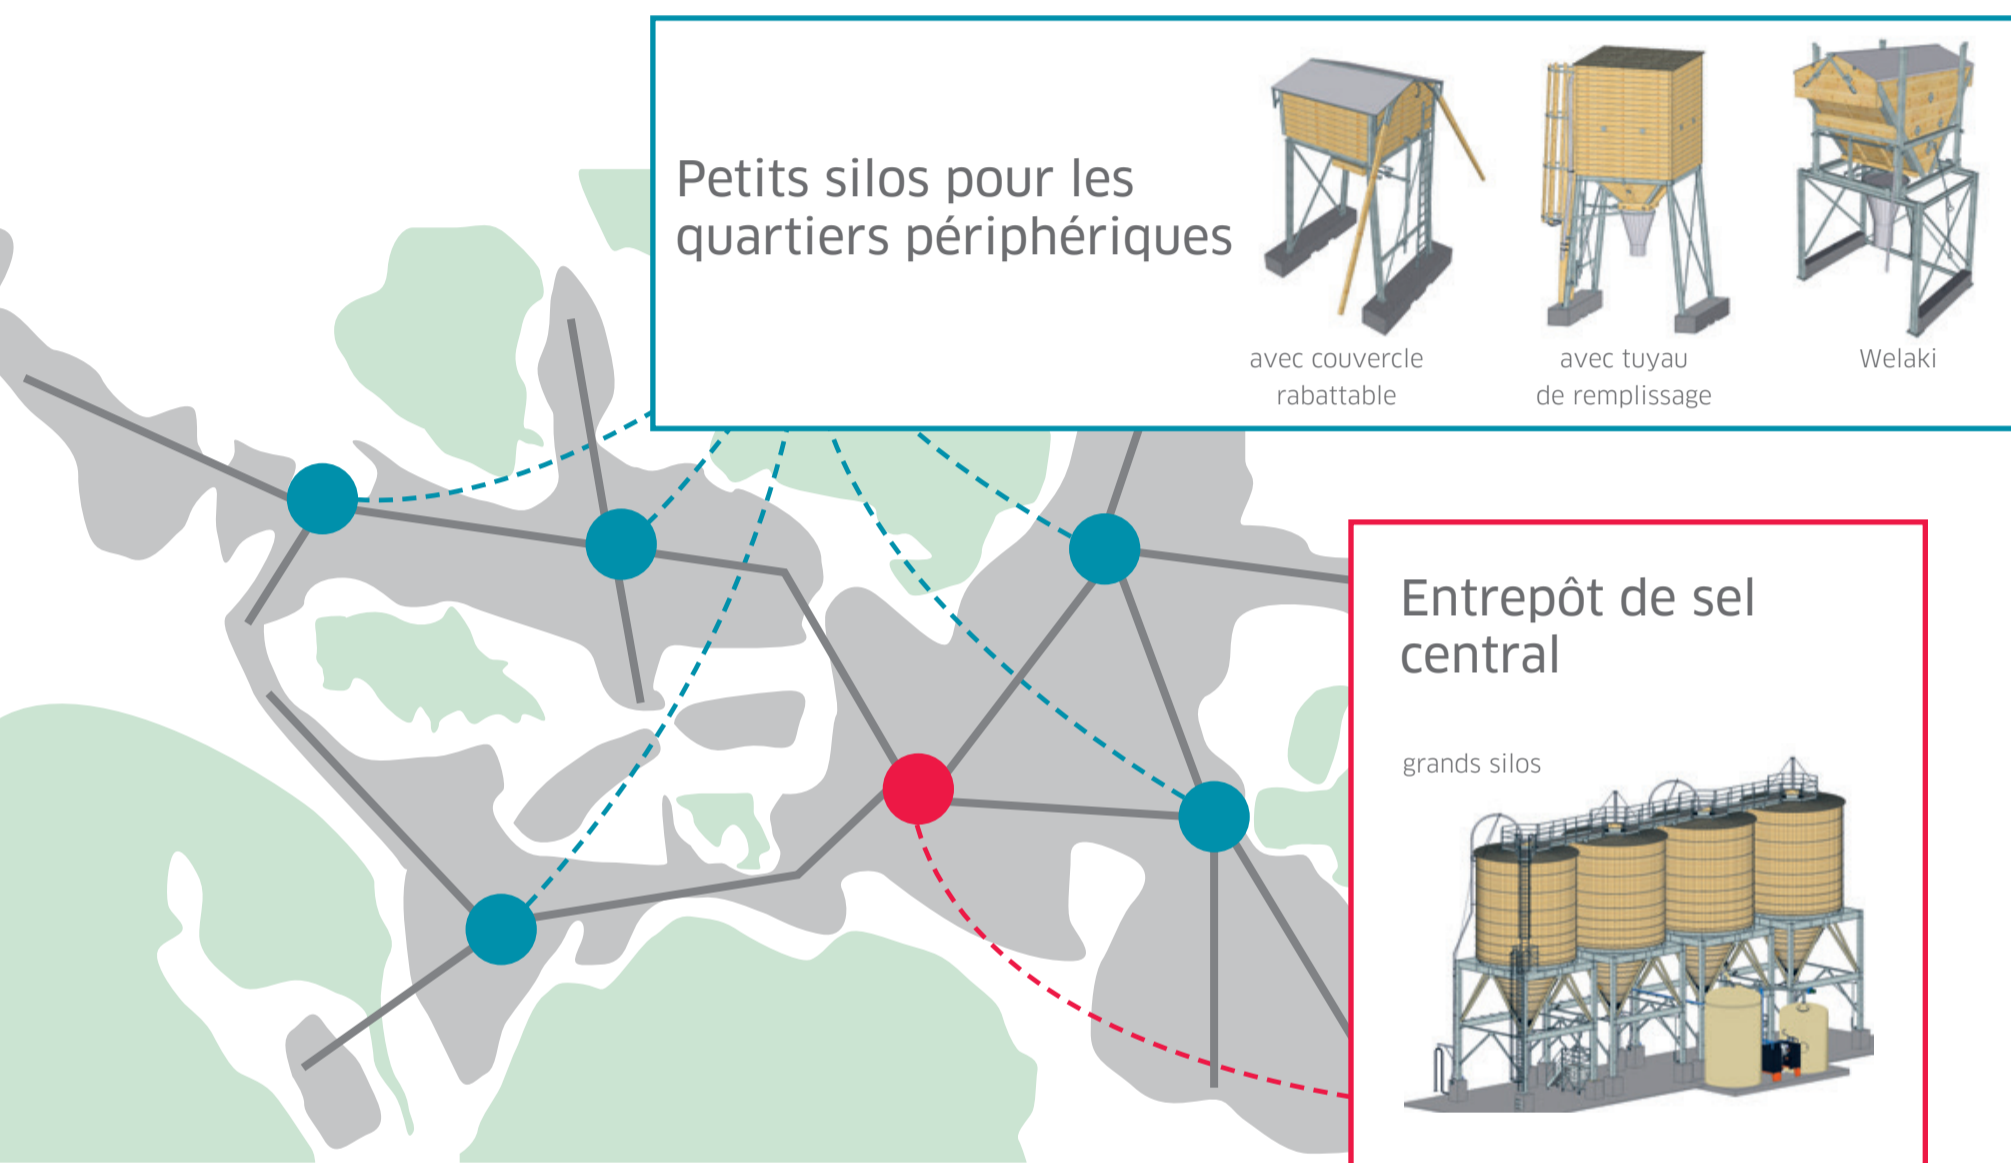 Petits silos pour les
quartiers périphériques
avec couvercle
rabattable
avec tuyau
de remplissage
Welaki
Entrepôt de sel
central
grands silos